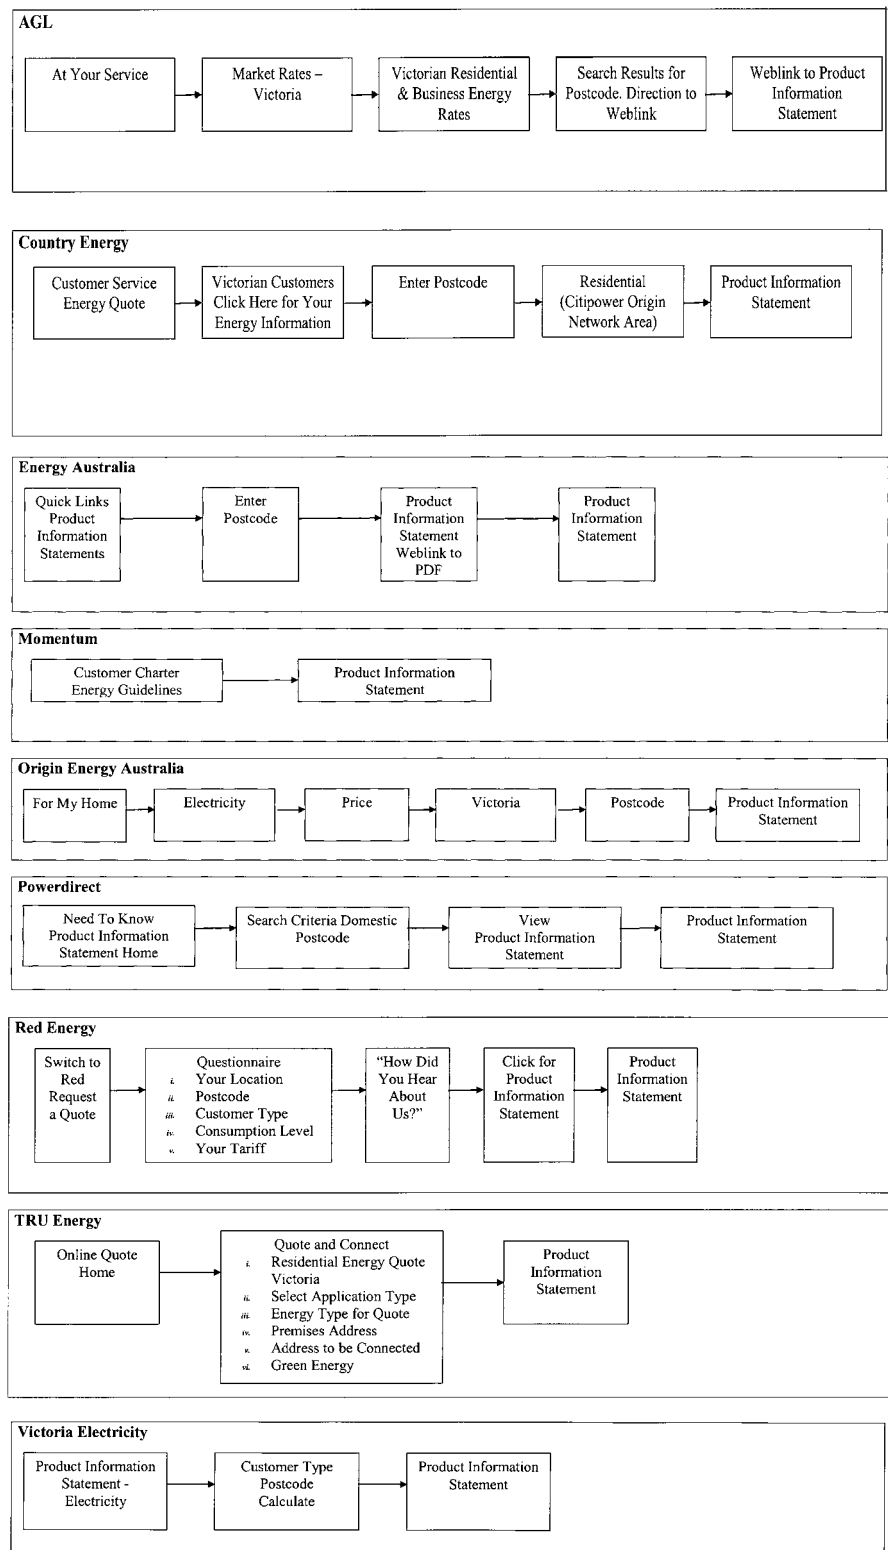 AGL
At Your Service
Market Rates –
Victoria
Victorian Residential
& Business Energy
Rates
Search Results for
Postcode. Direction to
Weblink
Weblink to Product
Information
Statement
Country Energy
Customer Service
Energy Quote
Victorian Customers
Click Here for Your
Energy Information
Enter Postcode
Residential
(Citipower Origin
Network Area)
Product Information
Statement
Energy Australia
Quick Links
Product
Information
Statements
Enter
Postcode
Product
Information
Statement
Weblink to
PDF
Product
Information
Statement
Momentum
Customer Charter
Energy Guidelines
Product Information
Statement
Origin Energy Australia
For My Home
Electricity
Price
Victoria
Postcode
Product Information
Statement
Powerdirect
Need To Know
Product Information
Statement Home
Search Criteria Domestic
Postcode
View
Product Information
Statement
Product Information
Statement
Red Energy
Switch to
Red
Request
a Quote
Questionnaire
i. Your Location
ii. Postcode
iii. Customer Type
iv. Consumption Level
v. Your Tariff
“How Did
You Hear
About
Us?”
Click for
Product
Information
Statement
Product
Information
Statement
TRU Energy
Online Quote
Home
Quote and Connect
i. Residential Energy Quote
Victoria
ii. Select Application Type
iii. Energy Type for Quote
iv. Premises Address
v. Address to be Connected
vi. Green Energy
Product
Information
Statement
Victoria Electricity
Product Information
Statement -
Electricity
Customer Type
Postcode
Calculate
Product Information
Statement